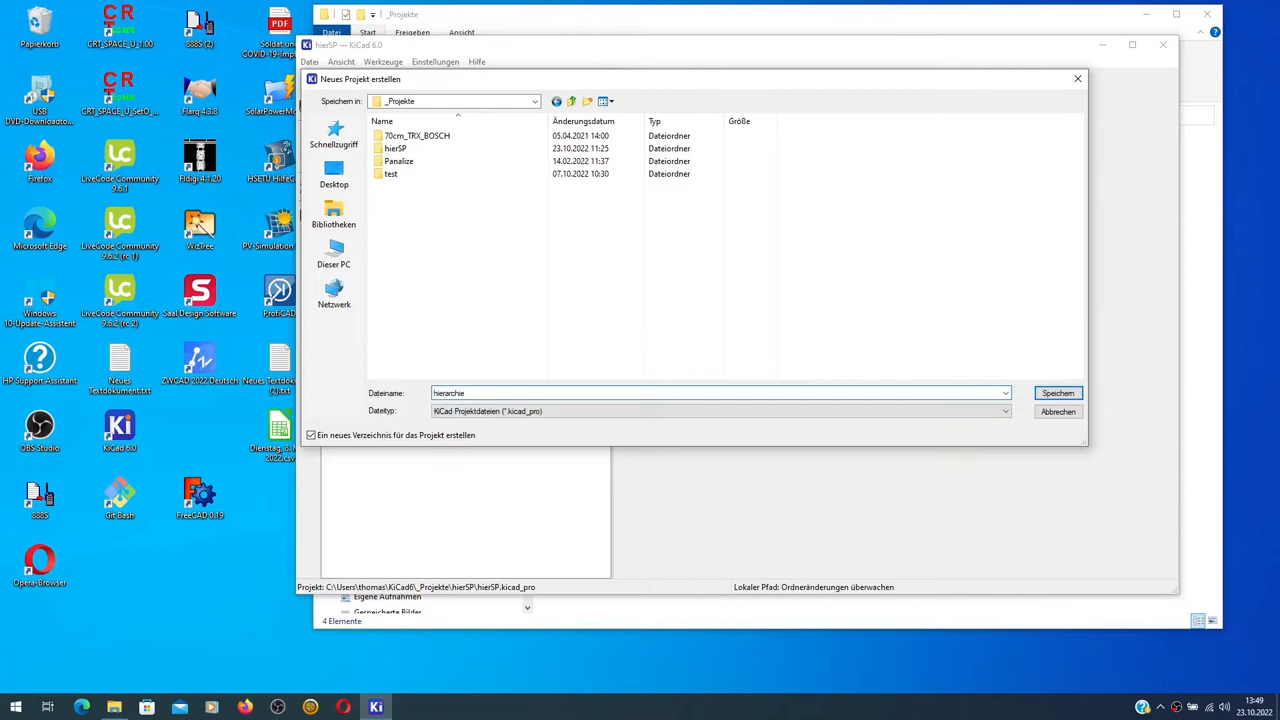 _Projekte
Datei Start Freigeben Ansicht
hierSP — KiCad 6.0
Datei Ansicht Werkzeuge Einstellungen Hilfe
Neues Projekt erstellen
Speichern in: _Projekte
Name Änderungsdatum Typ Größe
70cm_TRX_BOSCH 05.04.2021 14:00 Dateiordner
hierSP 23.10.2022 11:25 Dateiordner
Panalize 14.02.2022 11:37 Dateiordner
test 07.10.2022 10:30 Dateiordner
Schnellzugriff
Desktop
Bibliotheken
Dieser PC
Netzwerk
Dateiname: hierarchie Speichern
Dateityp: KiCad Projektdateien (*.kicad_pro) Abbrechen
Ein neues Verzeichnis für das Projekt erstellen
Projekt: C:\Users\thomas\KiCad6\_Projekte\hierSP\hierSP.kicad_pro Lokaler Pfad: Ordneränderungen überwachen
Eigene Aufnahmen
Gespeicherte Bilder
4 Elemente
Papierkorb
CRT_SPACE_U_1.00
888S (2)
PDF
Soldat und
COVID-19-Impf...
USB
DVD-Downloadto...
CRT_SPACE_U_SetO...
Flarq 4.3.8
SolarPowerMe
Firefox
LiveCode Community
9.6.1
Fldigi 4.1.20
HSETU HiCalc
Microsoft Edge
LiveCode Community
9.6.2 (rc 1)
WizTree
PV-Simulation
Windows
10-Update-Assistent
LiveCode Community
9.6.2 (rc 2)
Saal Design Software
ProfiCAD
HP Support Assistant
Neues
Textdokument.txt
ZWCAD 2022 Deutsch
Neues Textdok
(2).txt
OBS Studio
KiCad 6.0
Dienstag, 8.
2022.csv
888S
Git Bash
FreeCAD 0.19
Opera-Browser
13:49
23.10.2022